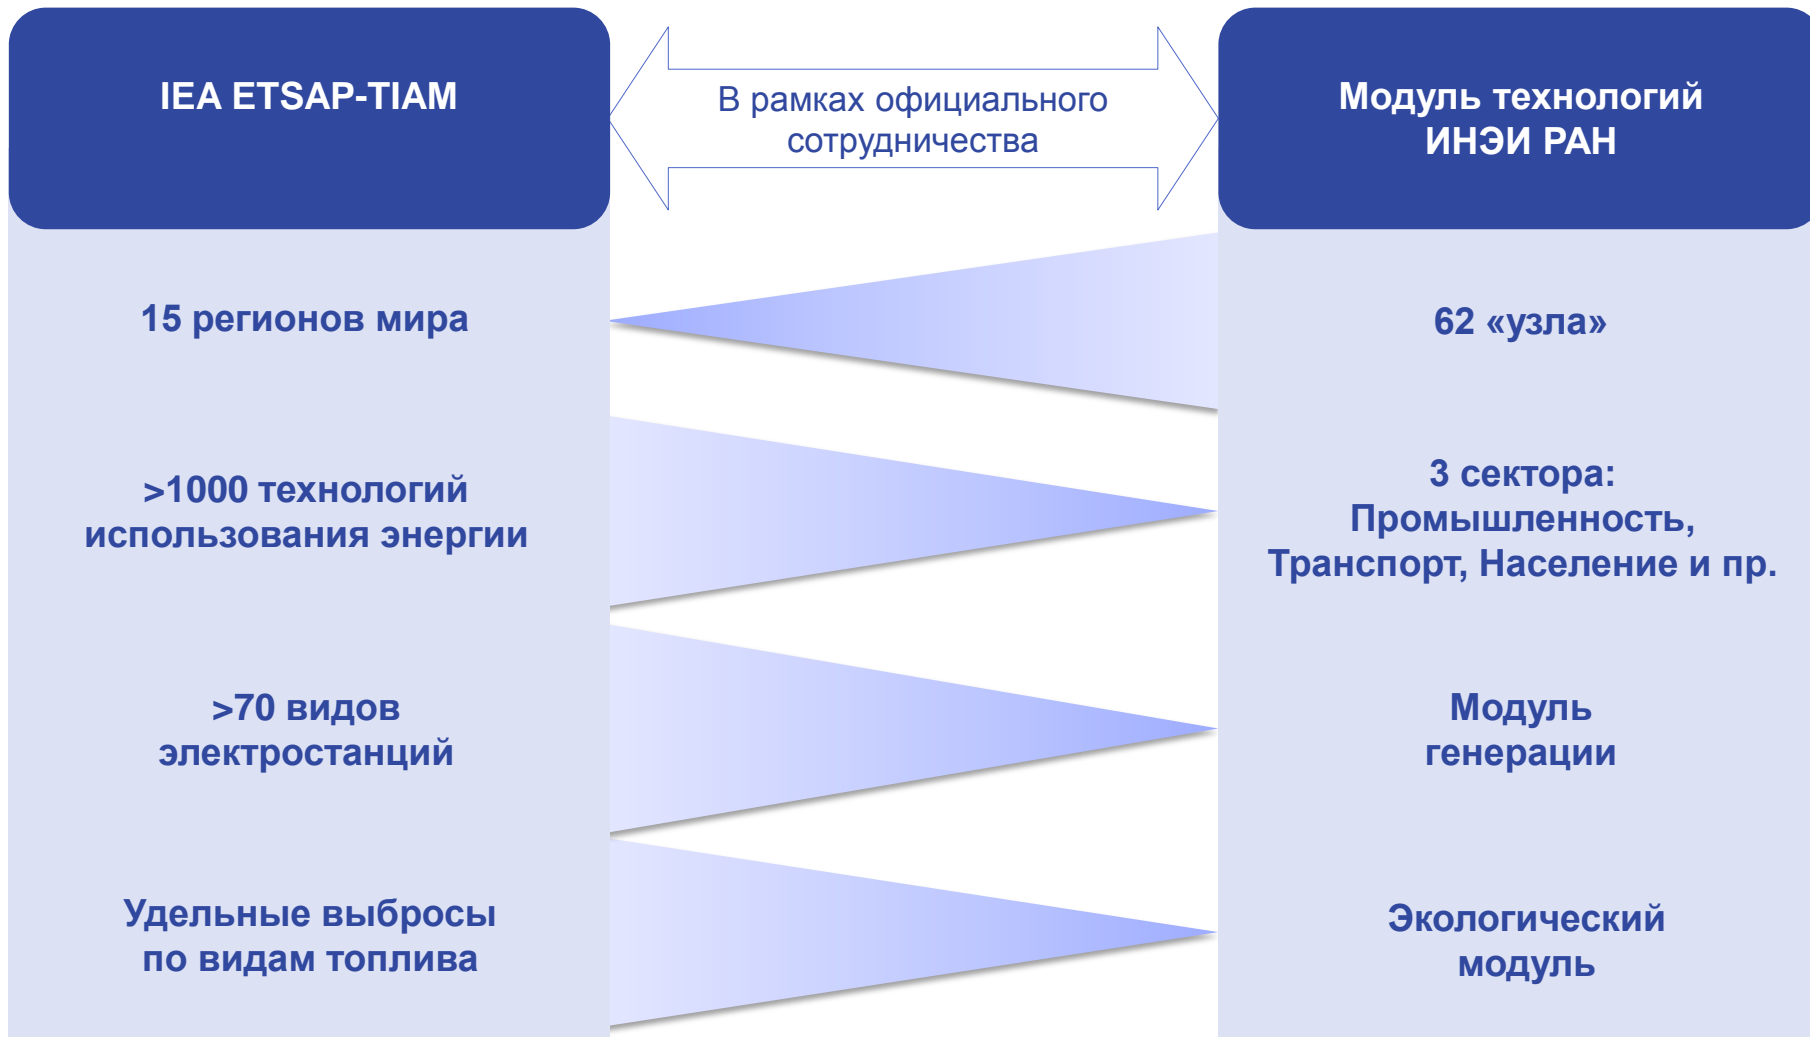 IEA ETSAP-TIAM
В рамках официального
сотрудничества
Модуль технологий
ИНЭИ РАН
15 регионов мира
62 «узла»
>1000 технологий
использования энергии
3 сектора:
Промышленность,
Транспорт, Население и пр.
>70 видов
электростанций
Модуль
генерации
Удельные выбросы
по видам топлива
Экологический
модуль